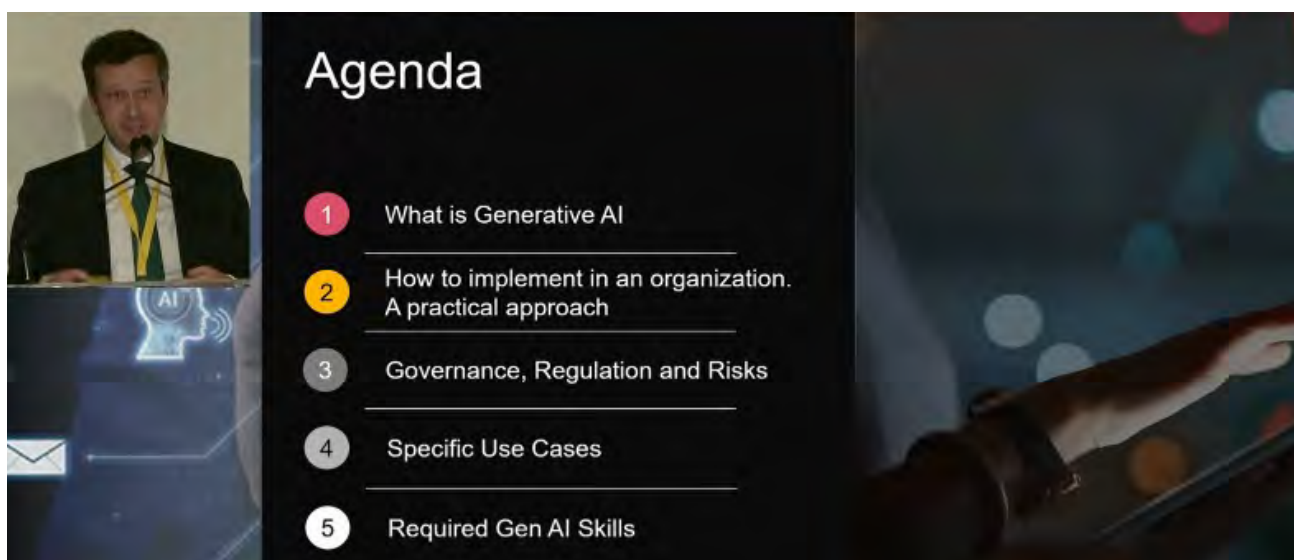 Agenda
1 What is Generative AI
2 How to implement in an organization.
A practical approach
3 Governance, Regulation and Risks
4 Specific Use Cases
5 Required Gen AI Skills
AI